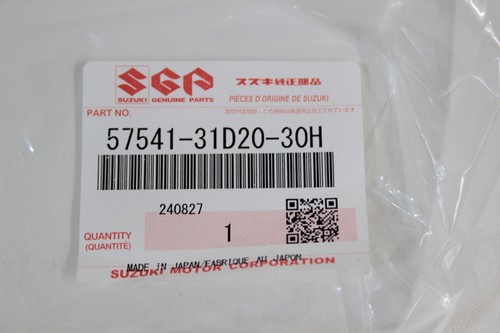 SGP
スズキ純正部品
SUZUKI GENUINE PARTS
PIÈCES D'ORIGINE DE SUZUKI
PART NO.
57541-31D20-30H
240827
QUANTITY
(QUANTITÉ)
1
MADE IN JAPAN/FABRIQUE AU JAPON
SUZUKI MOTOR CORPORATION